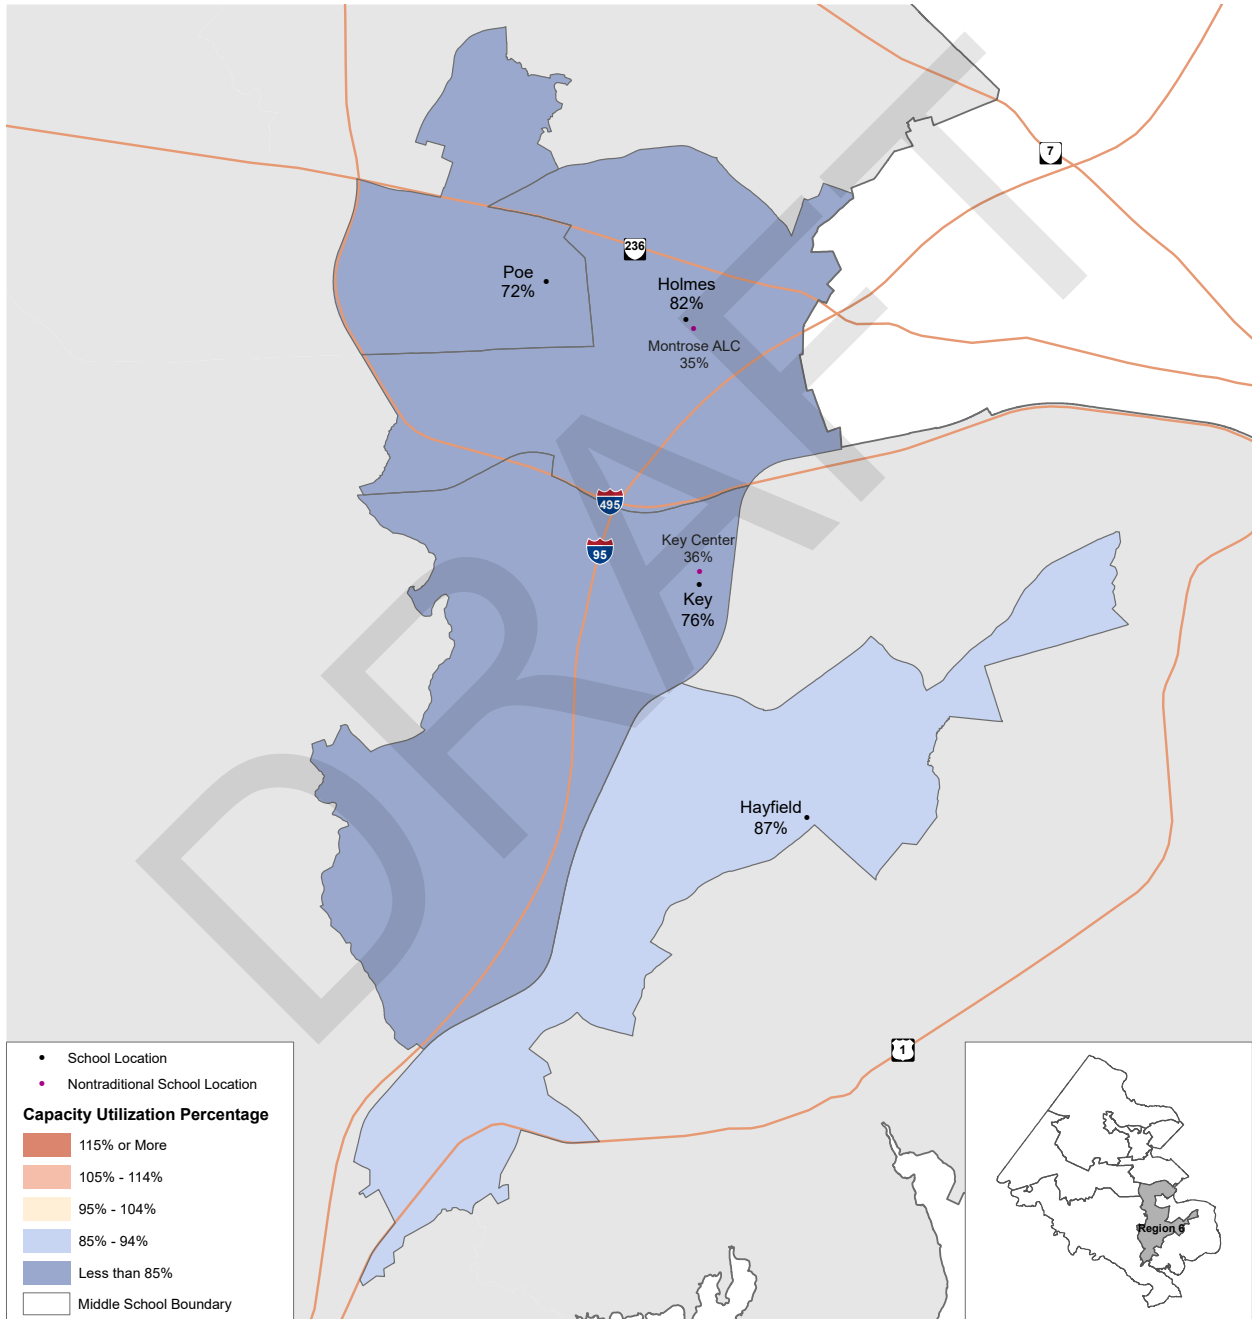 7
236
Poe
72%
Holmes
82%
Montrose ALC
35%
495
95
Key Center
36%
Key
76%
Hayfield
87%
1
DRAFT
School Location
Nontraditional School Location
Capacity Utilization Percentage
115% or More
105% - 114%
95% - 104%
85% - 94%
Less than 85%
Middle School Boundary
Region 6